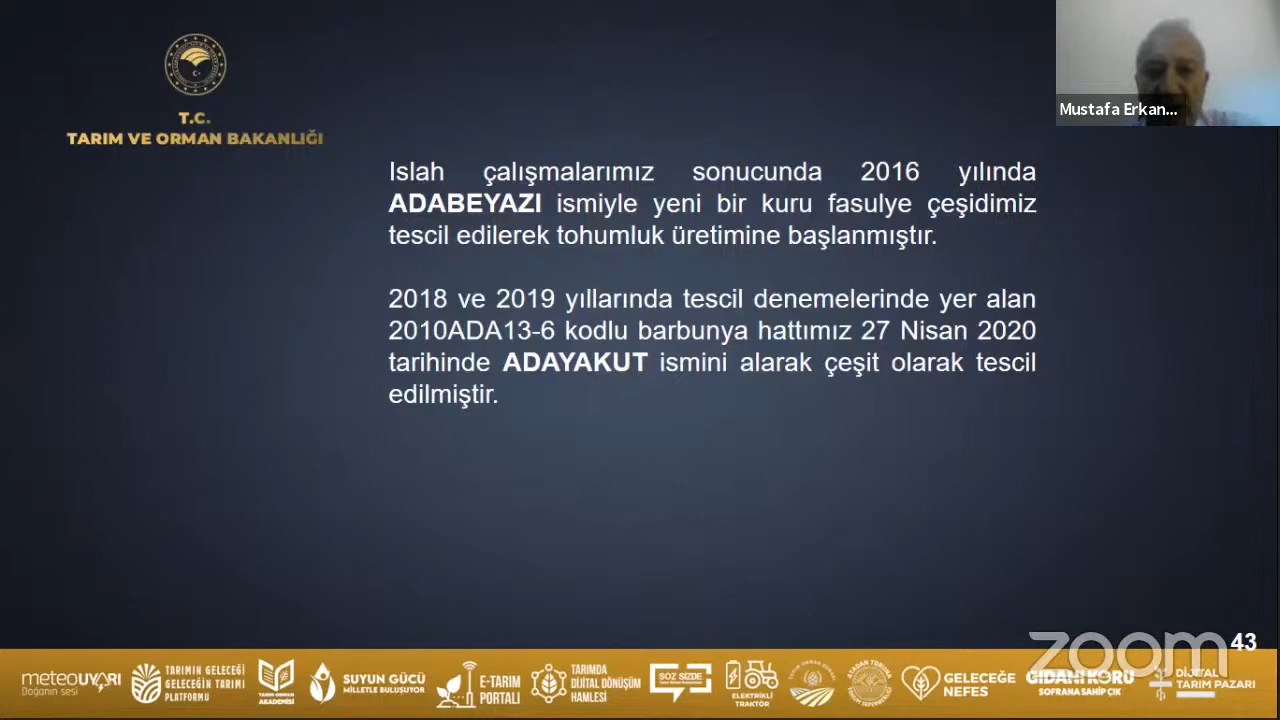 T.C.
TARIM VE ORMAN BAKANLIĞI
Mustafa Erkan...
Islah çalışmalarımız sonucunda 2016 yılında
ADABEYAZI ismiyle yeni bir kuru fasulye çeşidimiz
tescil edilerek tohumluk üretimine başlanmıştır.
2018 ve 2019 yıllarında tescil denemelerinde yer alan
2010ADA13-6 kodlu barbunya hattımız 27 Nisan 2020
tarihinde ADAYAKUT ismini alarak çeşit olarak tescil
edilmiştir.
43
zoom
meteoUYARI
Doğanın sesi
TARIMIN GELECEĞİ
GELECEĞİN TARIMI
PLATFORMU
TARIM ORMAN
AKADEMİSİ
SUYUN GÜCÜ
MİLLETLE BULUŞUYOR
E-TARIM
PORTALI
TARIMDA
DİJİTAL DÖNÜŞÜM
HAMLESİ
SÖZ SİZDE
ELEKTRİKLİ
TRAKTÖR
GELECEĞE
NEFES
GIDANI KORU
SOFRANA SAHİP ÇIK
DİJİTAL
TARIM PAZARI